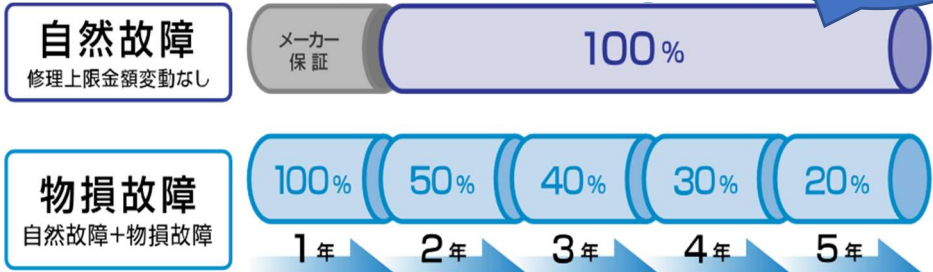 自然故障
修理上限金額変動なし
メーカー
保証
100%
物損故障
自然故障+物損故障
100% 50% 40% 30% 20%
1年 2年 3年 4年 5年